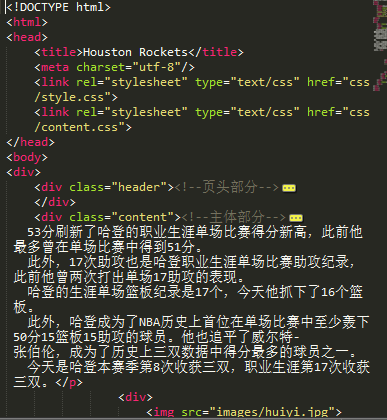 <!DOCTYPE html>
<html>
<head>
<title>Houston Rockets</title>
<meta charset="utf-8"/>
<link rel="stylesheet" type="text/css" href="css
/style.css">
<link rel="stylesheet" type="text/css" href="css
/content.css">
</head>
<body>
<div>
<div class="header"><!--页头部分-->
</div>
<div class="content"><!--主体部分-->
53分刷新了哈登的职业生涯单场比赛得分新高，此前他
最多曾在单场比赛中得到51分。
此外，17次助攻也是哈登职业生涯单场比赛助攻纪录，
此前他曾两次打出单场17助攻的表现。
哈登的生涯单场篮板纪录是17个，今天他抓下了16个篮
板。
此外，哈登成为了NBA历史上首位在单场比赛中至少轰下
50分15篮板15助攻的球员。他也追平了威尔特-
张伯伦，成为了历史上三双数据中得分最多的球员之一。
今天是哈登本赛季第8次收获三双，职业生涯第17次收获
三双。</p>
<div>
<img src="images/huiyi.jpg">